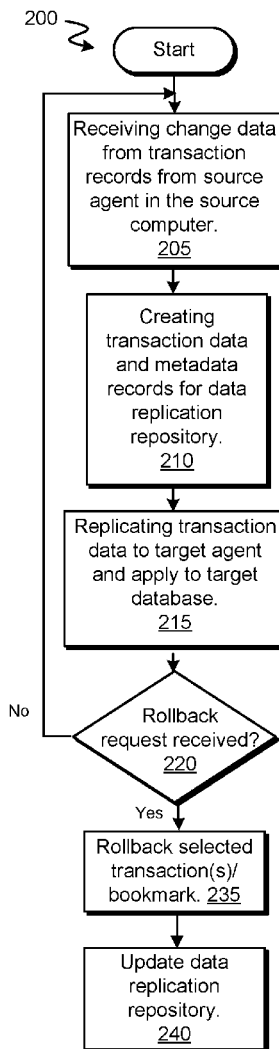 200
Start
Receiving change data
from transaction
records from source
agent in the source
computer.
205
Creating
transaction data
and metadata
records for data
replication
repository.
210
Replicating transaction
data to target agent
and apply to target
database.
215
No
Rollback
request received?
220
Yes
Rollback selected
transaction(s)/
bookmark. 235
Update data
replication
repository.
240